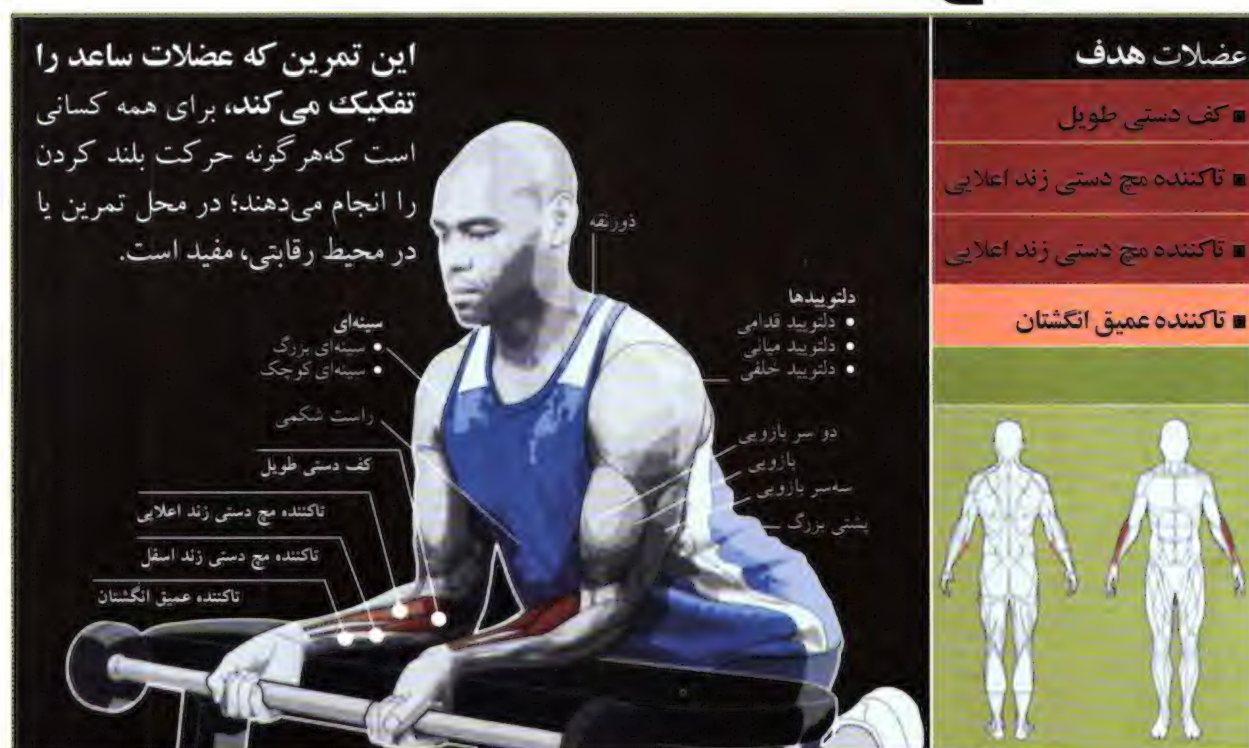 این تمرین که عضلات ساعد را
تفکیک می‌کند، برای همه کسانی
است که‌هرگونه حرکت بلند کردن
را انجام می‌دهند؛ در محل تمرین یا
در محیط رقابتی، مفید است.
عضلات هدف
■ کف دستی طویل
■ تاکننده مچ دستی زند اعلایی
■ تاکننده مچ دستی زند اعلایی
■ تاکننده عمیق انگشتان
ذوزنقه
دلتوییدها
• دلتویید قدامی
• دلتویید میانی
• دلتویید خلفی
دو سر بازویی
بازویی
سه‌سر بازویی
پشتی بزرگ
سینه‌ای
• سینه‌ای بزرگ
• سینه‌ای کوچک
راست شکمی
کف دستی طویل
تاکننده مچ دستی زند اعلایی
تاکننده مچ دستی زند اسفل
تاکننده عمیق انگشتان